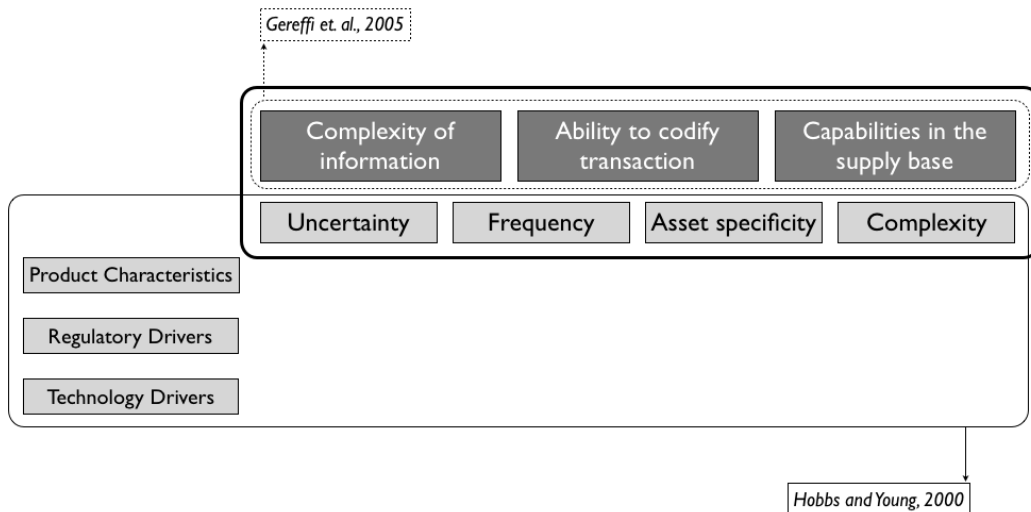 Gereffi et. al., 2005
Complexity of
information
Ability to codify
transaction
Capabilities in the
supply base
Uncertainty
Frequency
Asset specificity
Complexity
Product Characteristics
Regulatory Drivers
Technology Drivers
Hobbs and Young, 2000